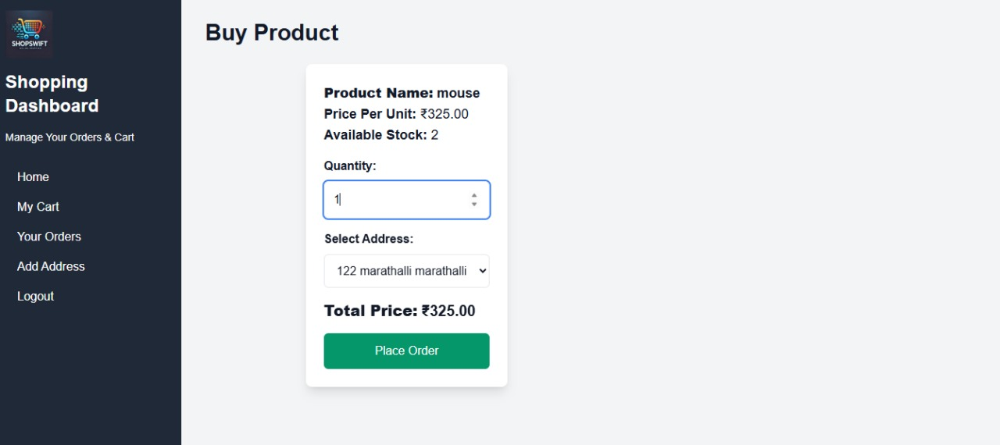 SHOPSWIFT
Shopping
Dashboard
Manage Your Orders & Cart
Home
My Cart
Your Orders
Add Address
Logout
Buy Product
Product Name: mouse
Price Per Unit: ₹325.00
Available Stock: 2
Quantity:
1
Select Address:
122 marathalli marathalli
Total Price: ₹325.00
Place Order